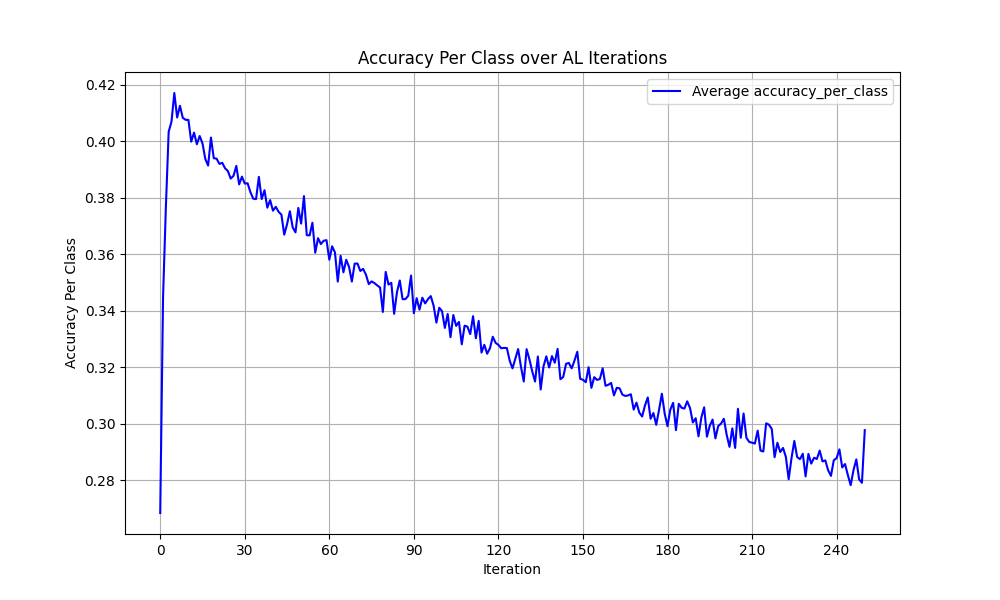 Accuracy Per Class over AL Iterations
Average accuracy_per_class
Accuracy Per Class
0.42
0.40
0.38
0.36
0.34
0.32
0.30
0.28
0 30 60 90 120 150 180 210 240
Iteration